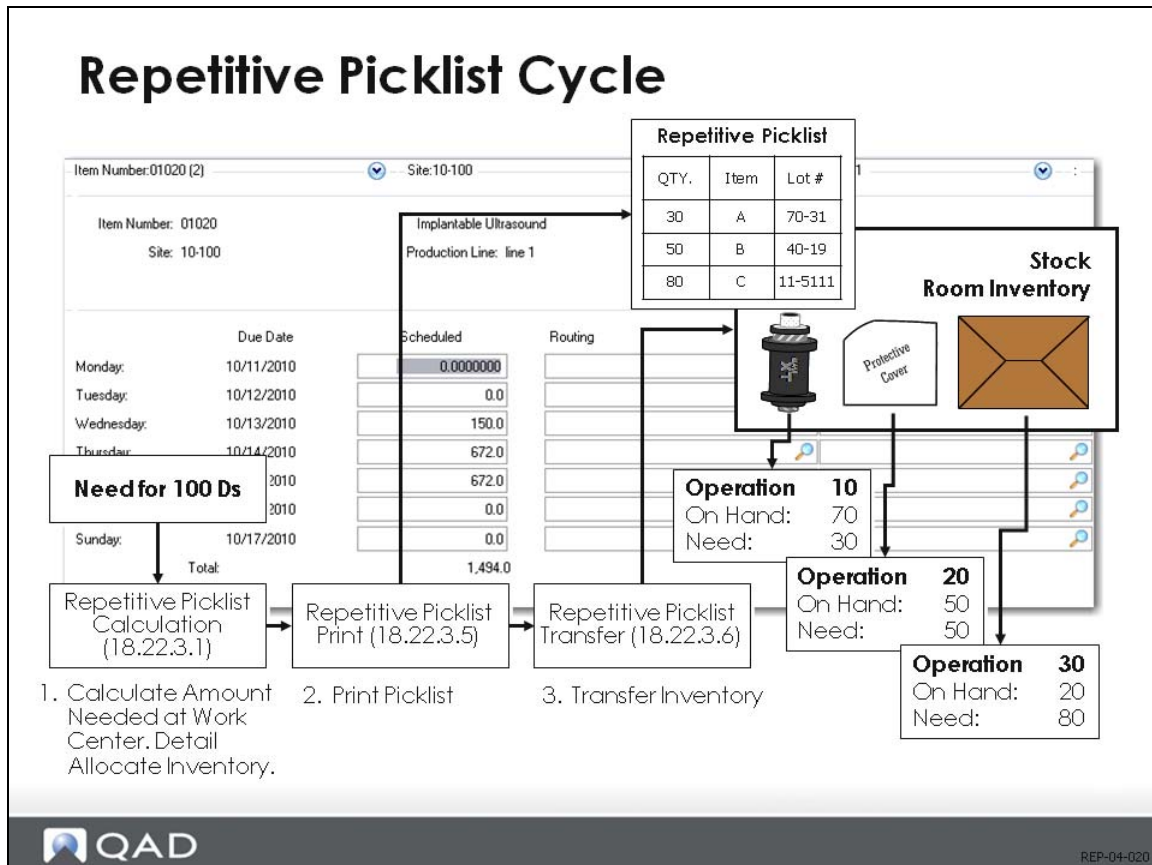 Repetitive Picklist Cycle
Repetitive Picklist
QTY. Item Lot #
30 A 70-31
50 B 40-19
80 C 11-5111
Item Number:01020 (2) Site:10-100 1 :
Item Number: 01020 Implantable Ultrasound
Site: 10-100 Production Line: line 1
Stock
Room Inventory
Protective
Cover
Due Date Scheduled Routing
Monday: 10/11/2010 0.0000000
Tuesday: 10/12/2010 0.0
Wednesday: 10/13/2010 150.0
Thursday: 10/14/2010 672.0
2010 672.0
2010 0.0
Sunday: 10/17/2010 0.0
Total: 1,494.0
Need for 100 Ds
Operation 10
On Hand: 70
Need: 30
Operation 20
On Hand: 50
Need: 50
Operation 30
On Hand: 20
Need: 80
Repetitive Picklist
Calculation
(18.22.3.1)
Repetitive Picklist
Print (18.22.3.5)
Repetitive Picklist
Transfer (18.22.3.6)
1. Calculate Amount
Needed at Work
Center. Detail
Allocate Inventory.
2. Print Picklist
3. Transfer Inventory
QAD
REP-04-020